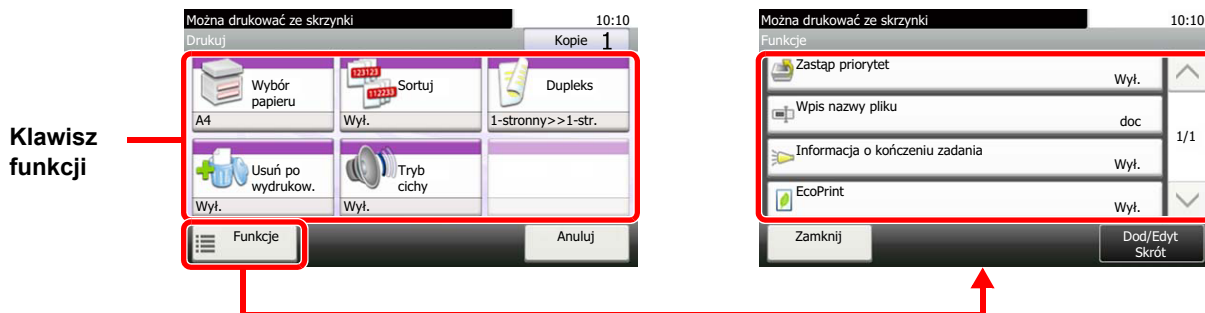 Klawisz
funkcji
Można drukować ze skrzynki 10:10
Drukuj Kopie 1
Wybór
papieru
A4
123123
112233
Sortuj
Wył.
Dupleks
1-stronny>>1-str.
Usuń po
wydrukow.
Wył.
Tryb
cichy
Wył.
Funkcje Anuluj
Można drukować ze skrzynki 10:10
Funkcje
Zastąp priorytet
Wył.
Wpis nazwy pliku
doc
1/1
Informacja o kończeniu zadania
Wył.
EcoPrint
Wył.
Zamknij
Dod/Edyt
Skrót